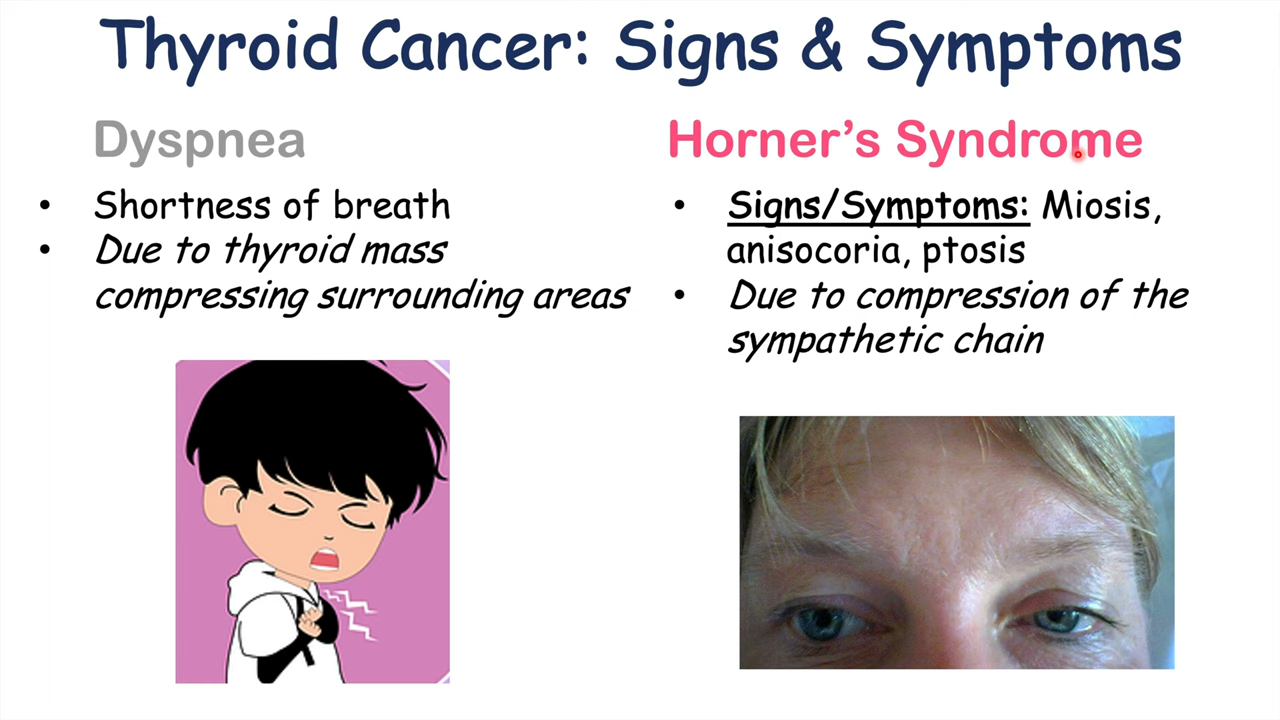 Thyroid Cancer: Signs & Symptoms
Dyspnea
• Shortness of breath
• Due to thyroid mass
compressing surrounding areas
Horner’s Syndrome
• Signs/Symptoms: Miosis,
anisocoria, ptosis
• Due to compression of the
sympathetic chain